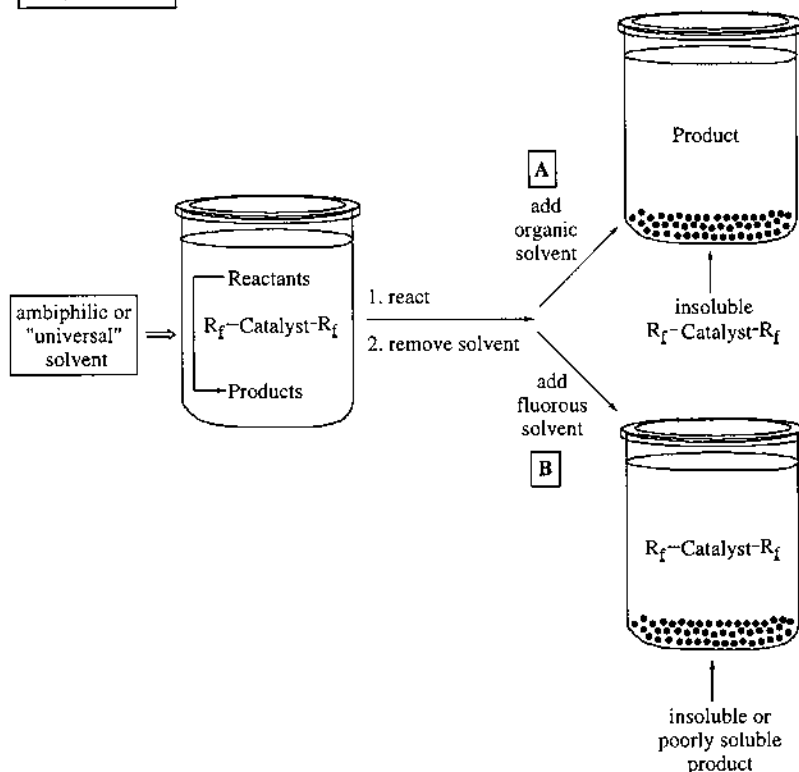 Product
A
add
organic
solvent
insoluble
Rf-Catalyst-Rf
ambiphilic or
"universal"
solvent
Reactants
Rf-Catalyst-Rf
Products
1. react
2. remove solvent
add
fluorous
solvent
B
Rf-Catalyst-Rf
insoluble or
poorly soluble
product